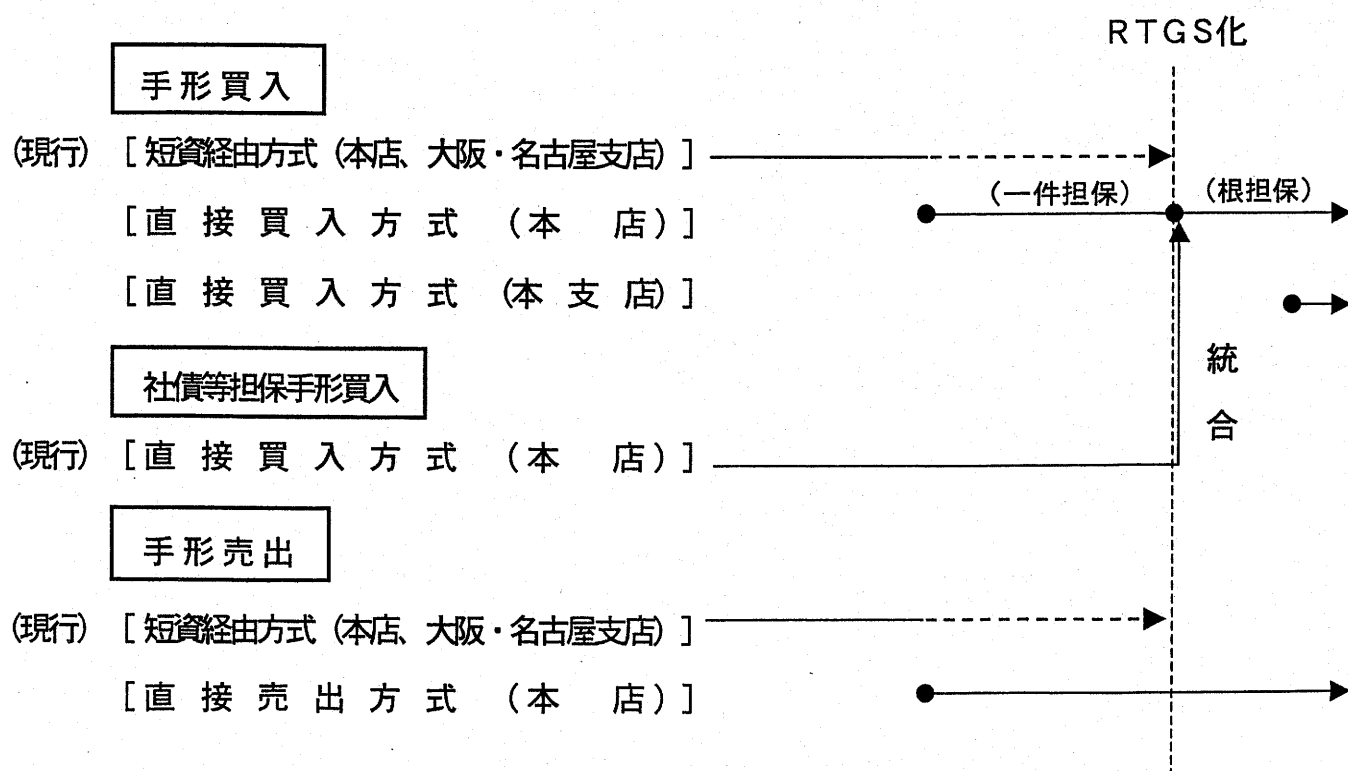 RTGS化
手形買入
(現行) [短資経由方式(本店、大阪・名古屋支店)]
(一件担保) (根担保)
[直接買入方式(本 店)]
[直接買入方式(本支店)]
社債等担保手形買入
統合
(現行) [直接買入方式(本 店)]
手形売出
(現行) [短資経由方式(本店、大阪・名古屋支店)]
[直接売出方式(本 店)]